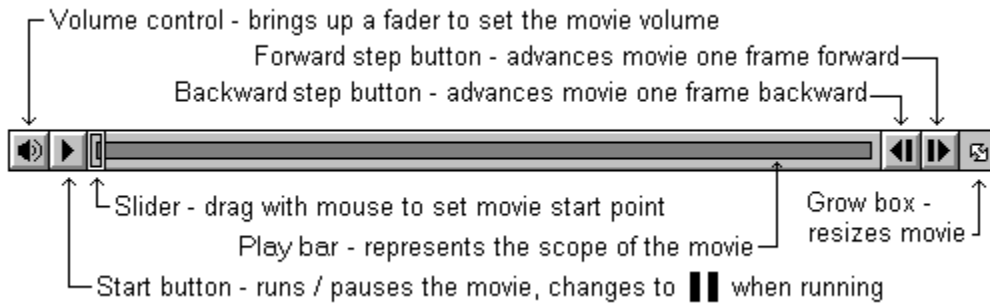 Volume control - brings up a fader to set the movie volume
Forward step button - advances movie one frame forward
Backward step button - advances movie one frame backward
Slider - drag with mouse to set movie start point
Grow box -
resizes movie
Play bar - represents the scope of the movie
Start button - runs / pauses the movie, changes to when running